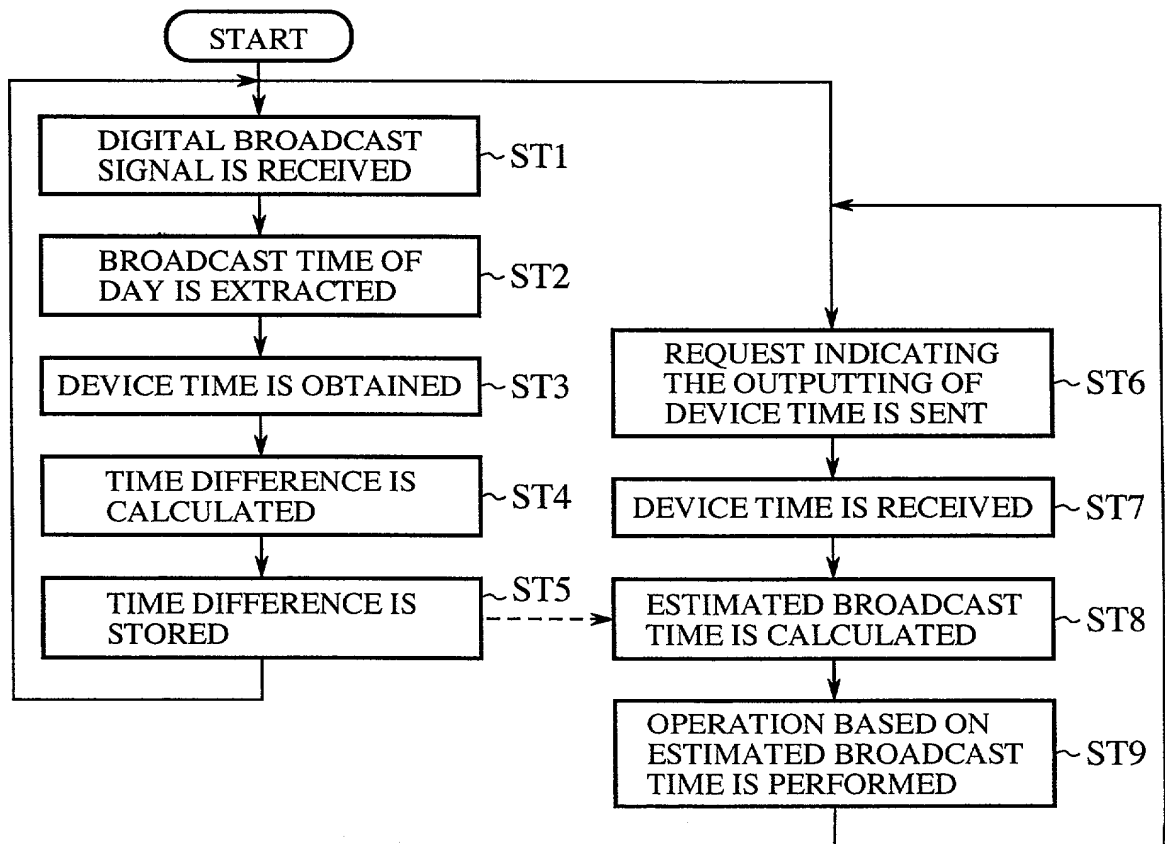 START
DIGITAL BROADCAST
SIGNAL IS RECEIVED
ST1
BROADCAST TIME OF
DAY IS EXTRACTED
ST2
DEVICE TIME IS OBTAINED
ST3
TIME DIFFERENCE IS
CALCULATED
ST4
TIME DIFFERENCE IS
STORED
ST5
REQUEST INDICATING
THE OUTPUTTING OF
DEVICE TIME IS SENT
ST6
DEVICE TIME IS RECEIVED
ST7
ESTIMATED BROADCAST
TIME IS CALCULATED
ST8
OPERATION BASED ON
ESTIMATED BROADCAST
TIME IS PERFORMED
ST9